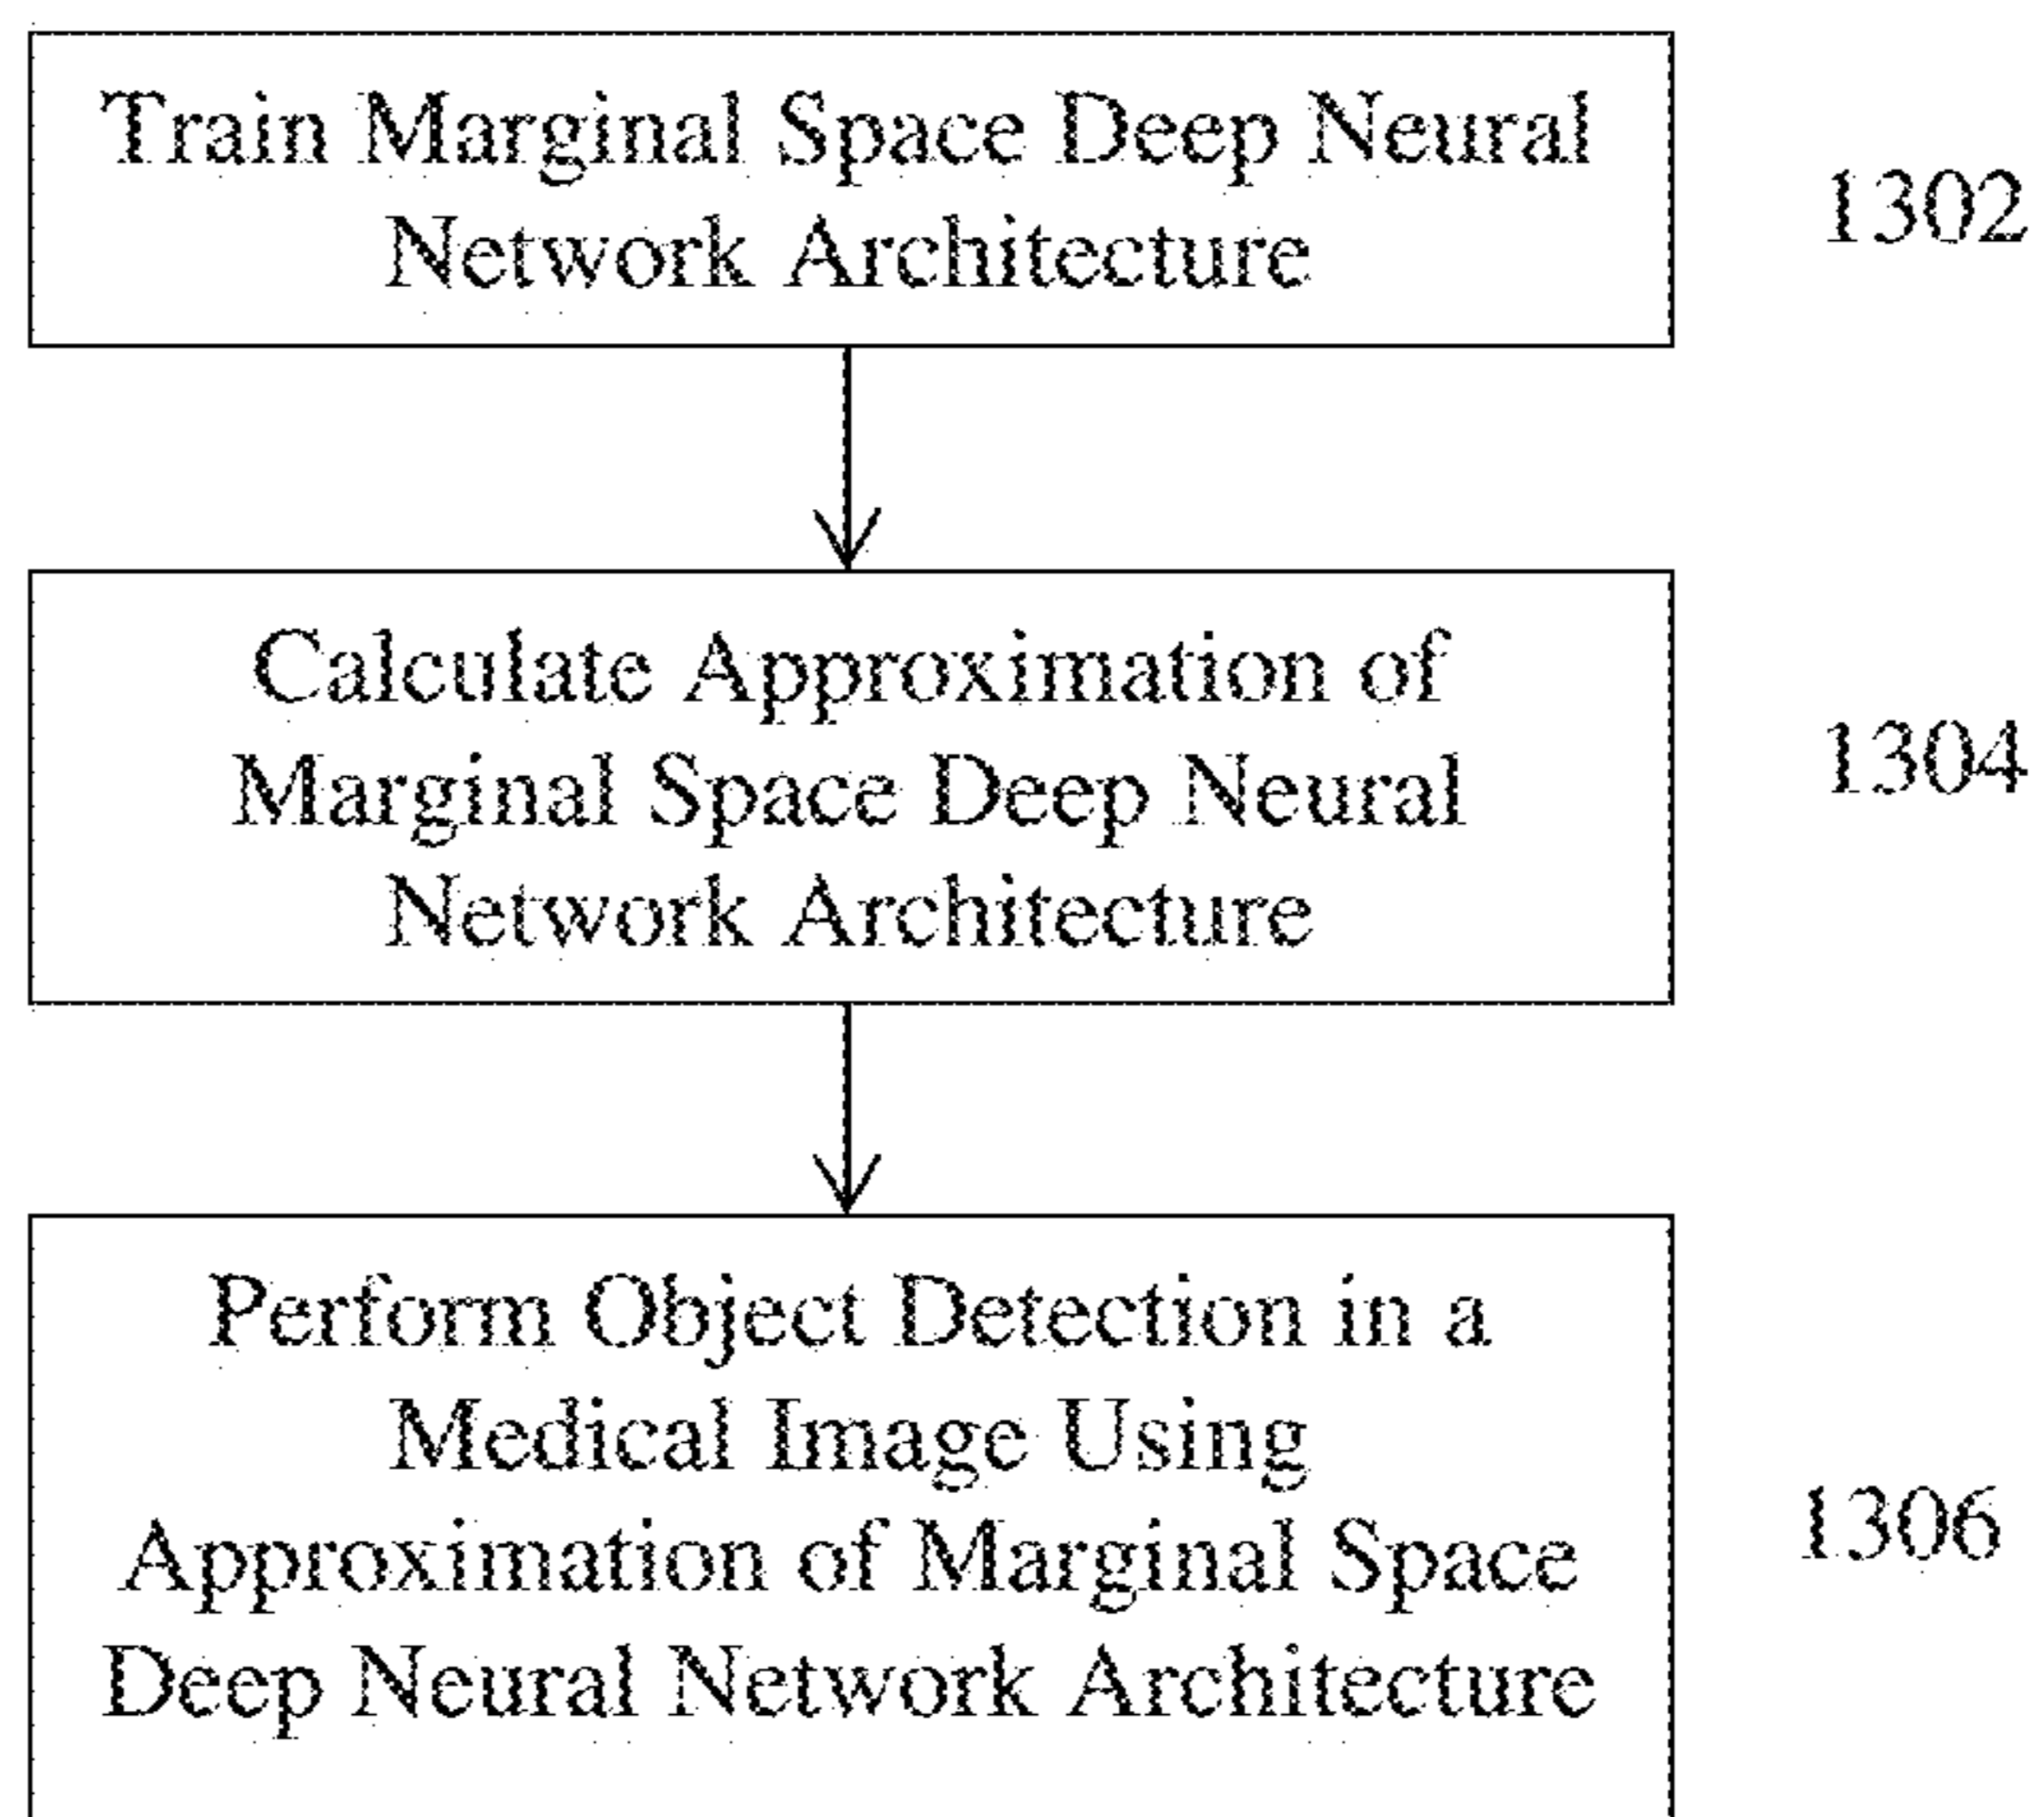 Train Marginal Space Deep Neural
Network Architecture
1302
Calculate Approximation of
Marginal Space Deep Neural
Network Architecture
1304
Perform Object Detection in a
Medical Image Using
Approximation of Marginal Space
Deep Neural Network Architecture
1306